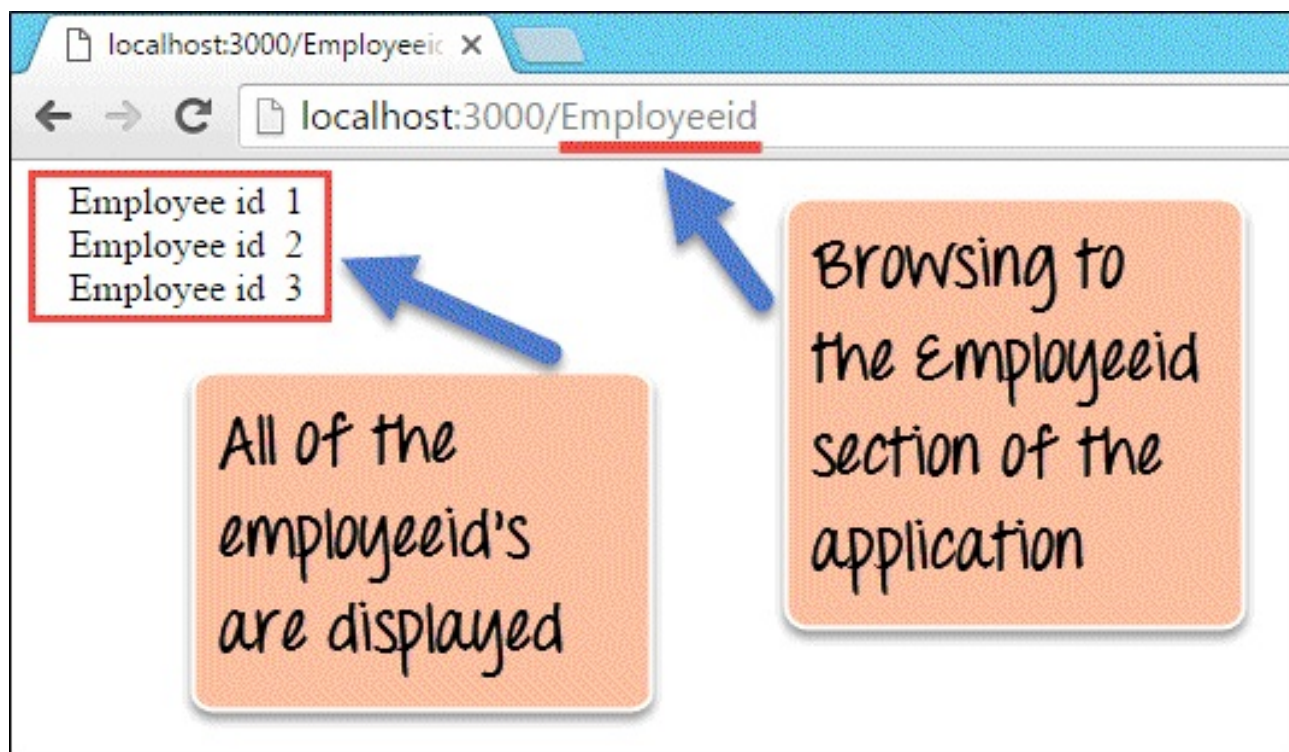 localhost:3000/Employeeic
localhost:3000/Employeeid
Employee id 1
Employee id 2
Employee id 3
Browsing to
the Employeeid
section of the
application
All of the
employeeid's
are displayed